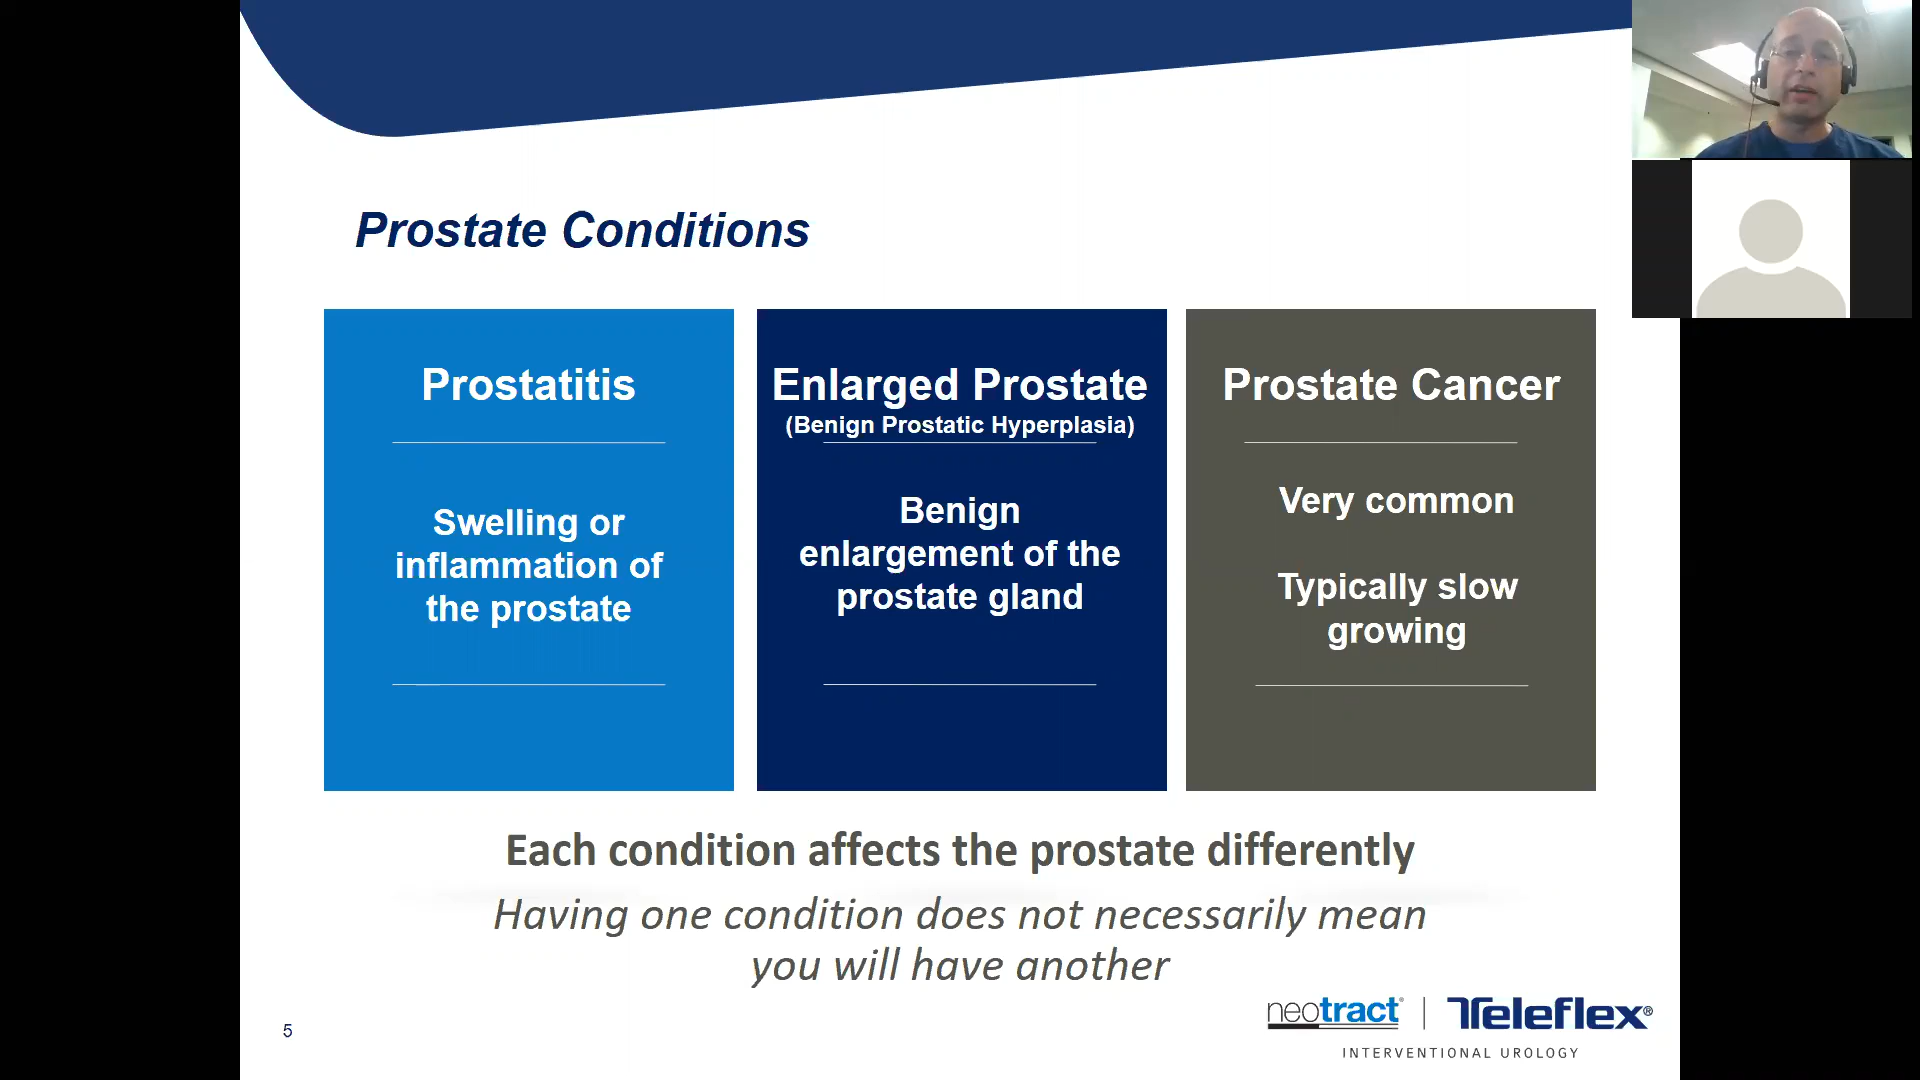 Prostate Conditions
Prostatitis
Swelling or
inflammation of
the prostate
Enlarged Prostate
(Benign Prostatic Hyperplasia)
Benign
enlargement of the
prostate gland
Prostate Cancer
Very common
Typically slow
growing
Each condition affects the prostate differently
Having one condition does not necessarily mean
you will have another
5
neotract® | Teleflex®
INTERVENTIONAL UROLOGY